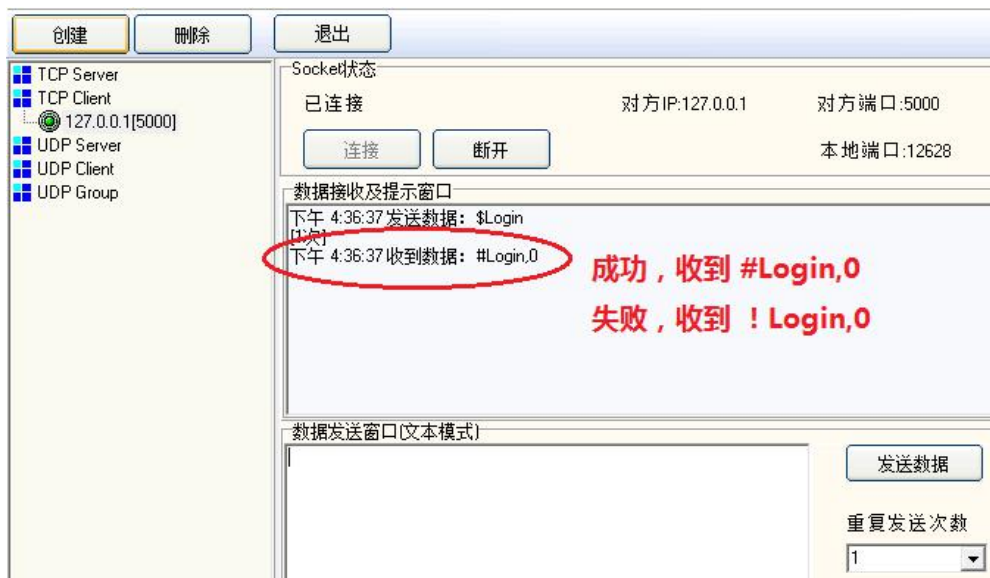 创建 删除 退出
TCP Server
TCP Client
127.0.0.1[5000]
UDP Server
UDP Client
UDP Group
Socket状态
已连接 对方IP:127.0.0.1 对方端口:5000
连接 断开 本地端口:12628
数据接收及提示窗口
下午 4:36:37 发送数据：$Login
[1次]
下午 4:36:37 收到数据：#Login,0
成功，收到 #Login,0
失败，收到 ！Login,0
数据发送窗口(文本模式)
发送数据
重复发送次数
1